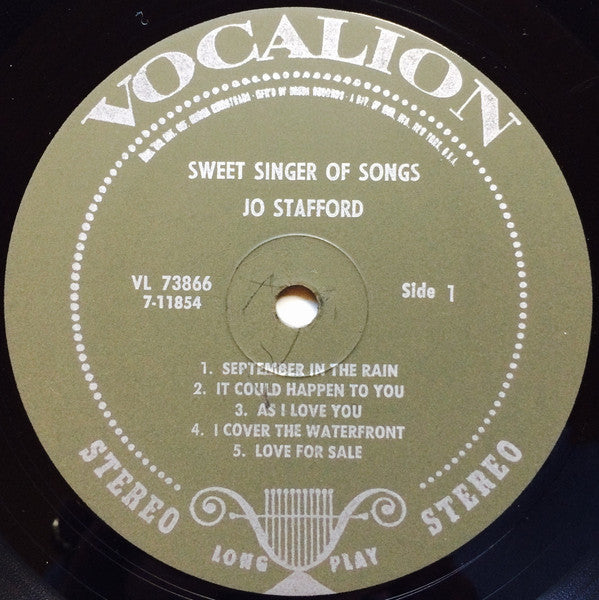 VOCALION
SWEET SINGER OF SONGS
JO STAFFORD
VL 73866
7-11854
Side 1
1. SEPTEMBER IN THE RAIN
2. IT COULD HAPPEN TO YOU
3. AS I LOVE YOU
4. I COVER THE WATERFRONT
5. LOVE FOR SALE
STEREO
LONG PLAY
STEREO